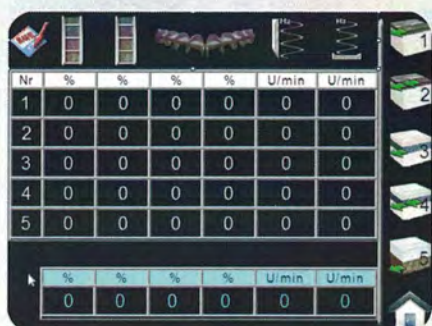 Hz Hz
1
Nr % % % % U/min U/min
1 0 0 0 0 0 0
2
2 0 0 0 0 0 0
3 0 0 0 0 0 0
3
4 0 0 0 0 0 0
4
5 0 0 0 0 0 0
5
% % % % U/min U/min
0 0 0 0 0 0